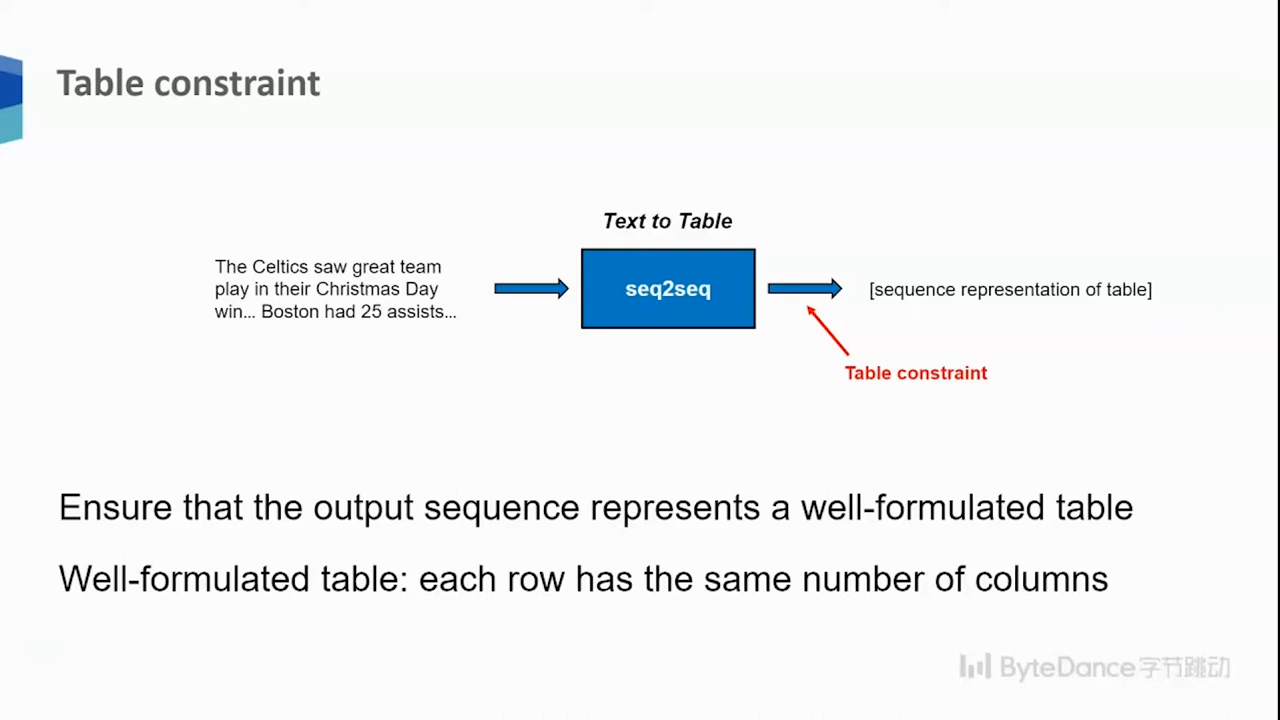 Table constraint
Text to Table
The Celtics saw great team
play in their Christmas Day
win... Boston had 25 assists...
seq2seq
[sequence representation of table]
Table constraint
Ensure that the output sequence represents a well-formulated table
Well-formulated table: each row has the same number of columns
ByteDance字节跳动